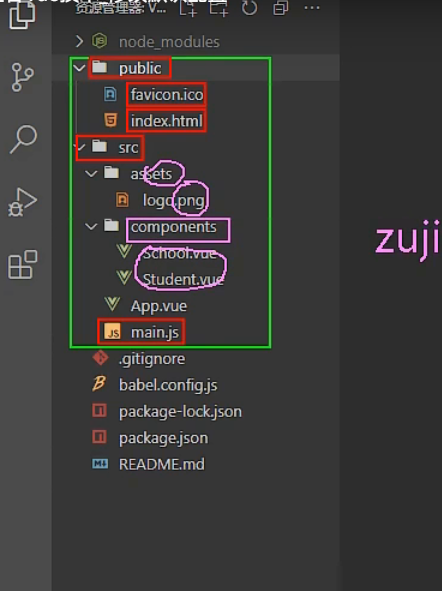 资源管理器: V...
node_modules
public
favicon.ico
index.html
src
assets
logo.png
components
School.vue
Student.vue
App.vue
main.js
.gitignore
babel.config.js
package-lock.json
package.json
README.md
zuji